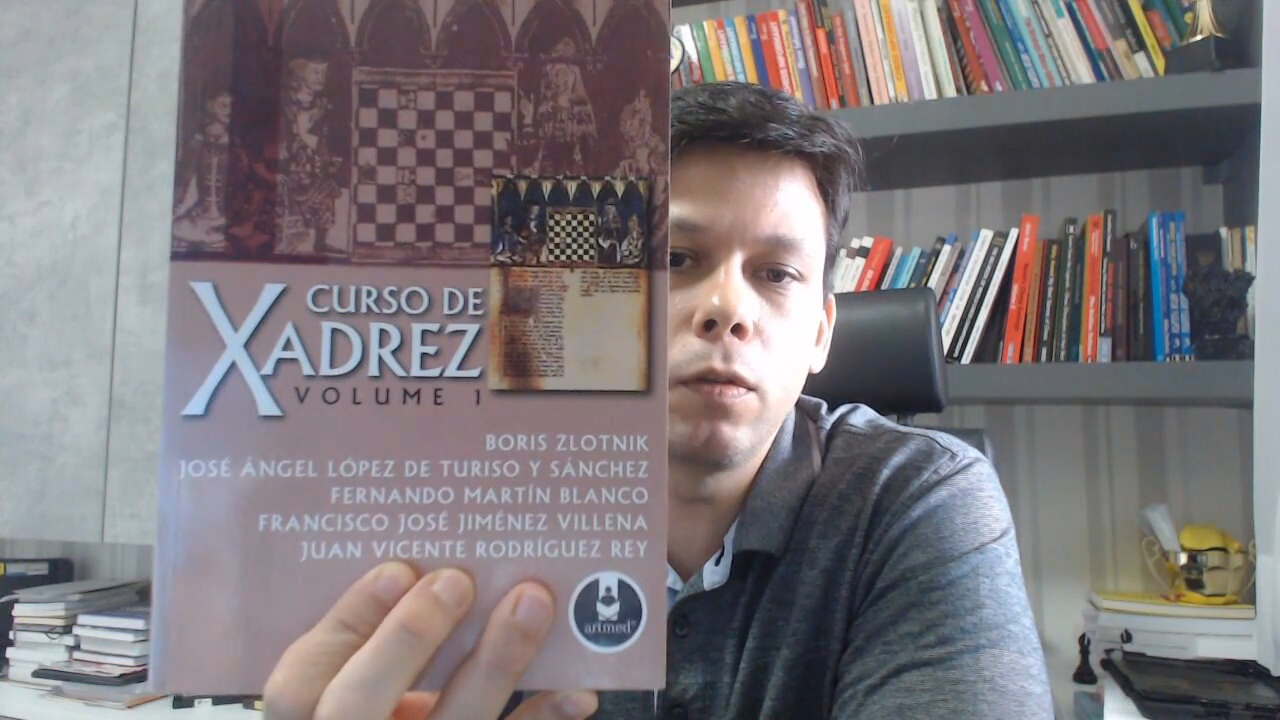 CURSO DE
XADREZ
VOLUME 1
BORIS ZLOTNIK
JOSÉ ÁNGEL LÓPEZ DE TURISO Y SÁNCHEZ
FERNANDO MARTÍN BLANCO
FRANCISCO JOSÉ JIMÉNEZ VILLENA
JUAN VICENTE RODRÍGUEZ REY
artmed®